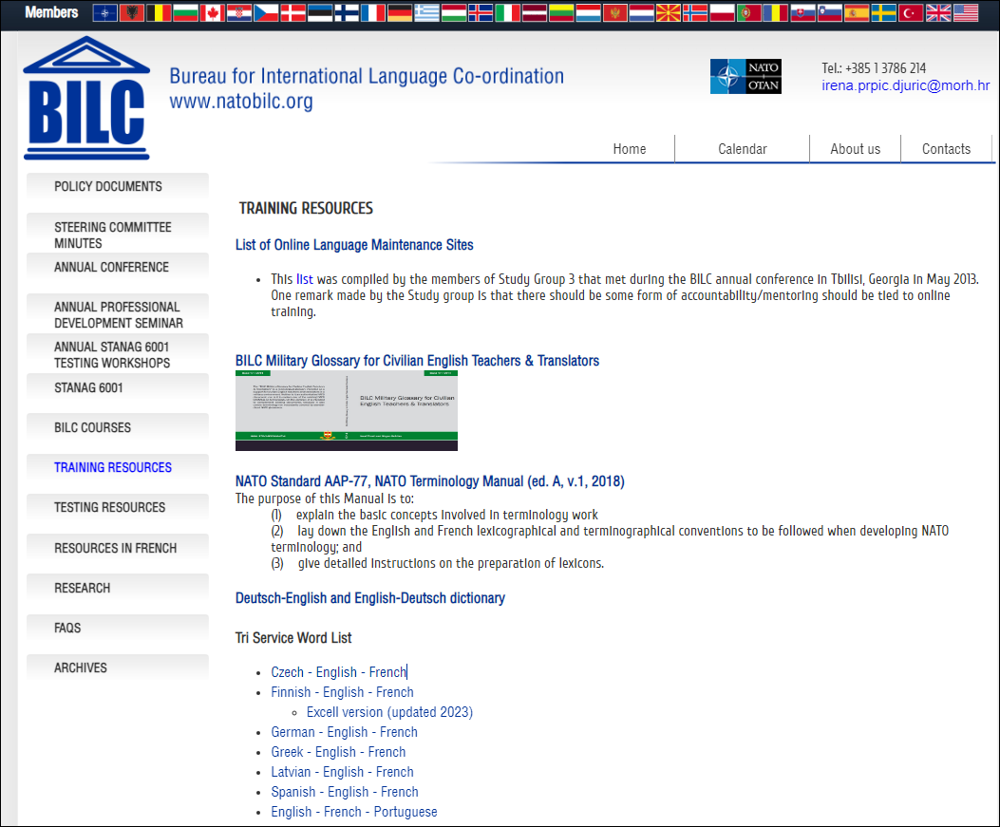 Members
BILC
Bureau for International Language Co-ordination
www.natobilc.org
NATO
OTAN
Tel.: +385 1 3786 214
irena.prpic.djuric@morh.hr
Home
Calendar
About us
Contacts
POLICY DOCUMENTS
STEERING COMMITTEE
MINUTES
ANNUAL CONFERENCE
ANNUAL PROFESSIONAL
DEVELOPMENT SEMINAR
ANNUAL STANAG 6001
TESTING WORKSHOPS
STANAG 6001
BILC COURSES
TRAINING RESOURCES
TESTING RESOURCES
RESOURCES IN FRENCH
RESEARCH
FAQS
ARCHIVES
TRAINING RESOURCES
List of Online Language Maintenance Sites
• This list was compiled by the members of Study Group 3 that met during the BILC annual conference in Tbilisi, Georgia in May 2013.
One remark made by the Study group is that there should be some form of accountability/mentoring should be tied to online
training.
BILC Military Glossary for Civilian English Teachers & Translators
BILC Military Glossary for Civilian
English Teachers & Translators
NATO Standard AAP-77, NATO Terminology Manual (ed. A, v.1, 2018)
The purpose of this Manual is to:
(1) explain the basic concepts involved in terminology work
(2) lay down the English and French lexicographical and terminographical conventions to be followed when developing NATO
terminology; and
(3) give detailed instructions on the preparation of lexicons.
Deutsch-English and English-Deutsch dictionary
Tri Service Word List
• Czech - English - French
• Finnish - English - French
◦ Excell version (updated 2023)
• German - English - French
• Greek - English - French
• Latvian - English - French
• Spanish - English - French
• English - French - Portuguese